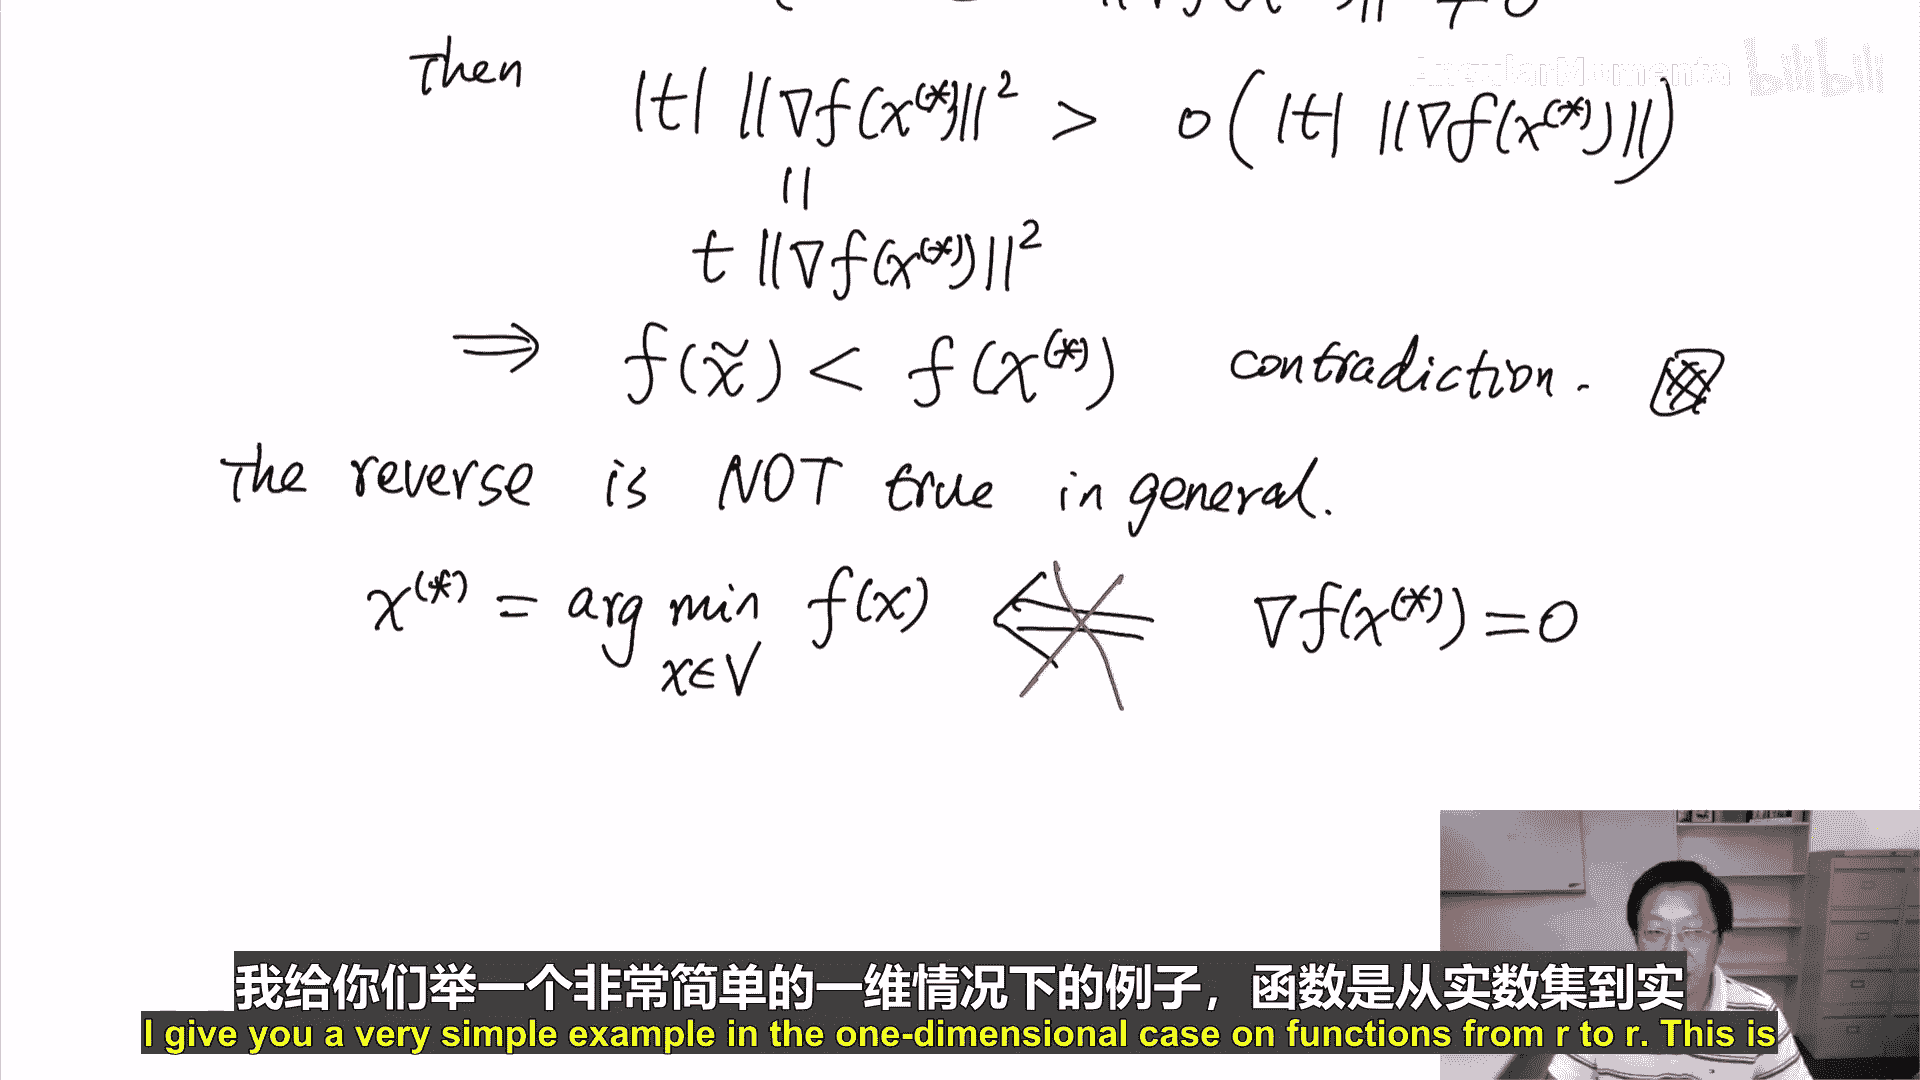 Then |t| ||∇f(x^(*))||² > o(|t| ||∇f(x^(*))||)
||
t ||∇f(x^(*))||²
⇒ f(x̃) < f(x^(*)) contradiction.
The reverse is NOT true in general.
x^(*) = arg min f(x) ⇐ ∇f(x^(*)) = 0
x∈V
AngularMomenta bilibili
我给你们举一个非常简单的一维情况下的例子，函数是从实数集到实
I give you a very simple example in the one-dimensional case on functions from r to r. This is